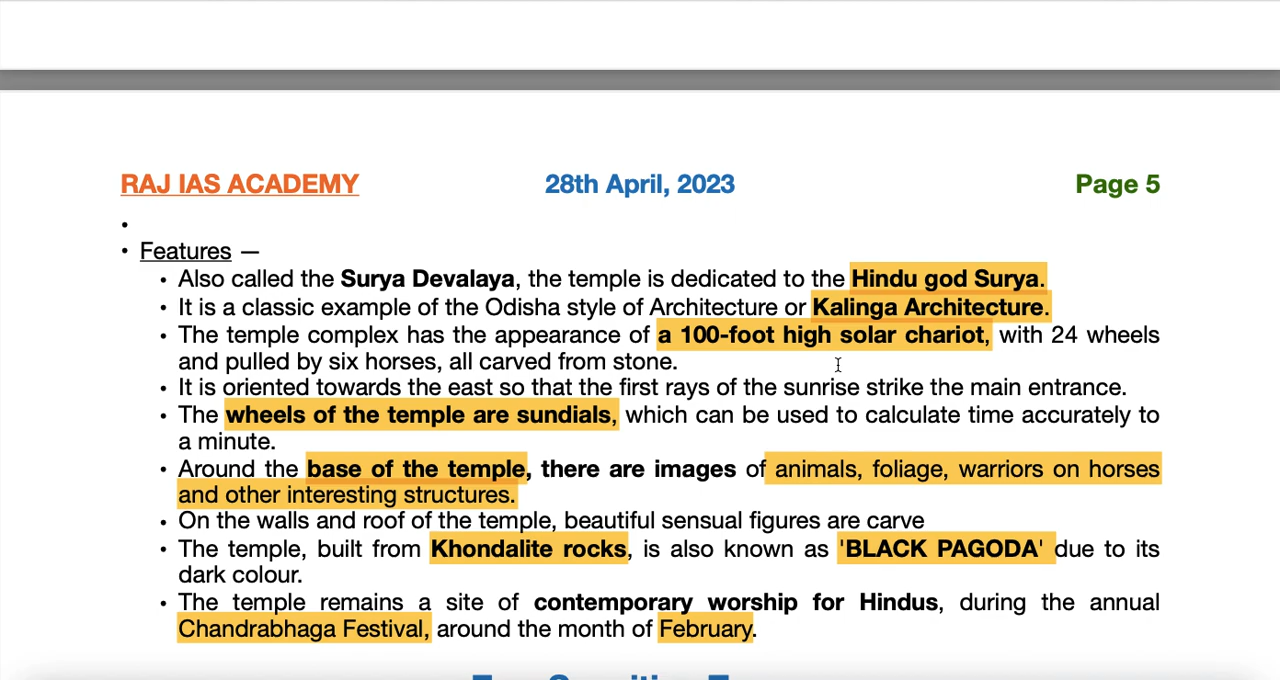 RAJ IAS ACADEMY 28th April, 2023 Page 5
•
• Features —
• Also called the Surya Devalaya, the temple is dedicated to the Hindu god Surya.
• It is a classic example of the Odisha style of Architecture or Kalinga Architecture.
• The temple complex has the appearance of a 100-foot high solar chariot, with 24 wheels
and pulled by six horses, all carved from stone.
• It is oriented towards the east so that the first rays of the sunrise strike the main entrance.
• The wheels of the temple are sundials, which can be used to calculate time accurately to
a minute.
• Around the base of the temple, there are images of animals, foliage, warriors on horses
and other interesting structures.
• On the walls and roof of the temple, beautiful sensual figures are carve
• The temple, built from Khondalite rocks, is also known as 'BLACK PAGODA' due to its
dark colour.
• The temple remains a site of contemporary worship for Hindus, during the annual
Chandrabhaga Festival, around the month of February.